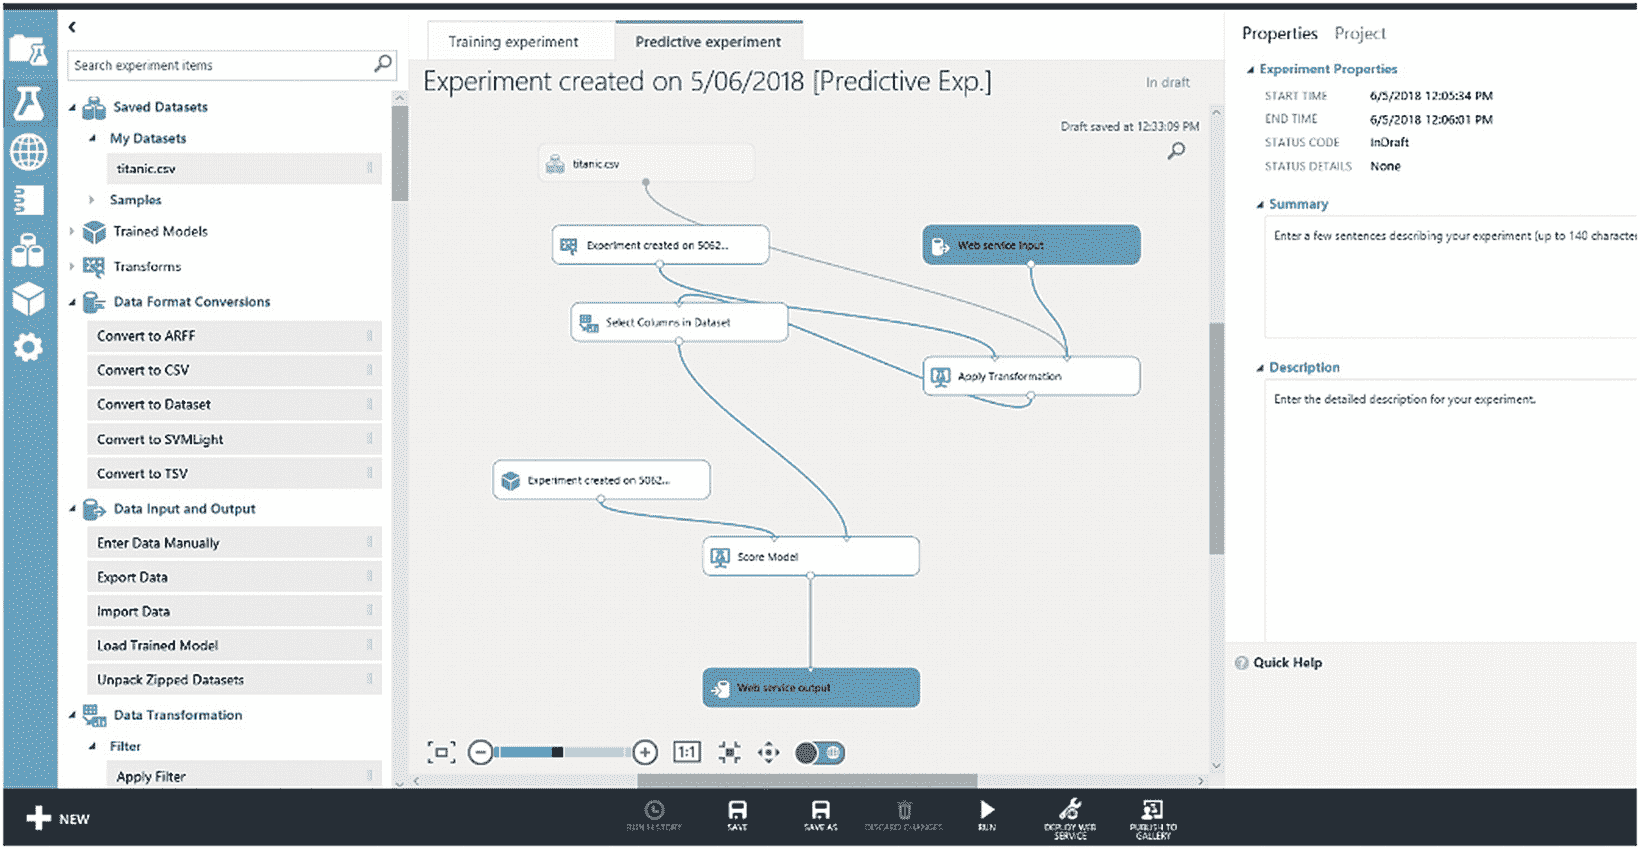 Search experiment items
Saved Datasets
My Datasets
titanic.csv
Samples
Trained Models
Transforms
Data Format Conversions
Convert to ARFF
Convert to CSV
Convert to Dataset
Convert to SVMLight
Convert to TSV
Data Input and Output
Enter Data Manually
Export Data
Import Data
Load Trained Model
Unpack Zipped Datasets
Data Transformation
Filter
Apply Filter
Training experiment
Predictive experiment
Experiment created on 5/06/2018 [Predictive Exp.]
In draft
Draft saved at 12:33:09 PM
titanic.csv
Experiment created on 5062...
Web service input
Select Columns in Dataset
Apply Transformation
Experiment created on 5062...
Score Model
Web service output
1:1
Properties Project
Experiment Properties
START TIME 6/5/2018 12:05:34 PM
END TIME 6/5/2018 12:06:01 PM
STATUS CODE InDraft
STATUS DETAILS None
Summary
Enter a few sentences describing your experiment (up to 140 character
Description
Enter the detailed description for your experiment.
Quick Help
NEW
RUN HISTORY
SAVE
SAVE AS
DISCARD CHANGES
RUN
DEPLOY WEB
SERVICE
PUBLISH TO
GALLERY